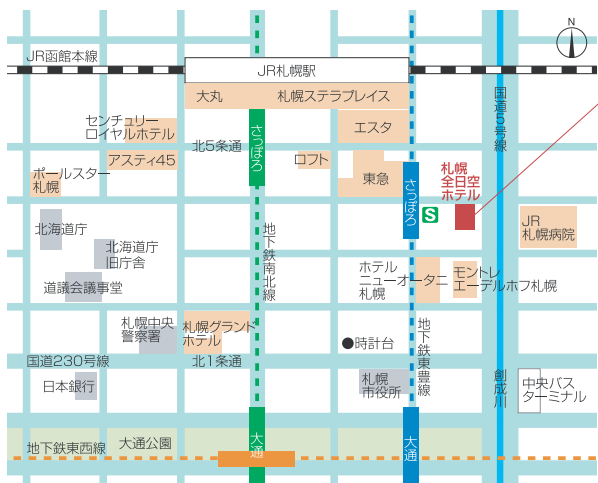 N
JR函館本線
JR札幌駅
大丸
札幌ステラプレイス
国道5号線
センチュリー
ロイヤルホテル
さっぽろ
エスタ
北5条通
アスティ45
ロフト
東急
札幌
全日空
ホテル
ポールスター
札幌
さっぽろ
S
北海道庁
JR
札幌病院
地下鉄南北線
北海道庁
旧庁舎
道議会議事堂
ホテル
ニューオータニ
札幌
モントレ
エーデルホフ札幌
札幌中央
警察署
札幌グランド
ホテル
地下鉄東豊線
時計台
国道230号線
北1条通
日本銀行
札幌
市役所
創成川
中央バス
ターミナル
大通
大通
地下鉄東西線
大通公園